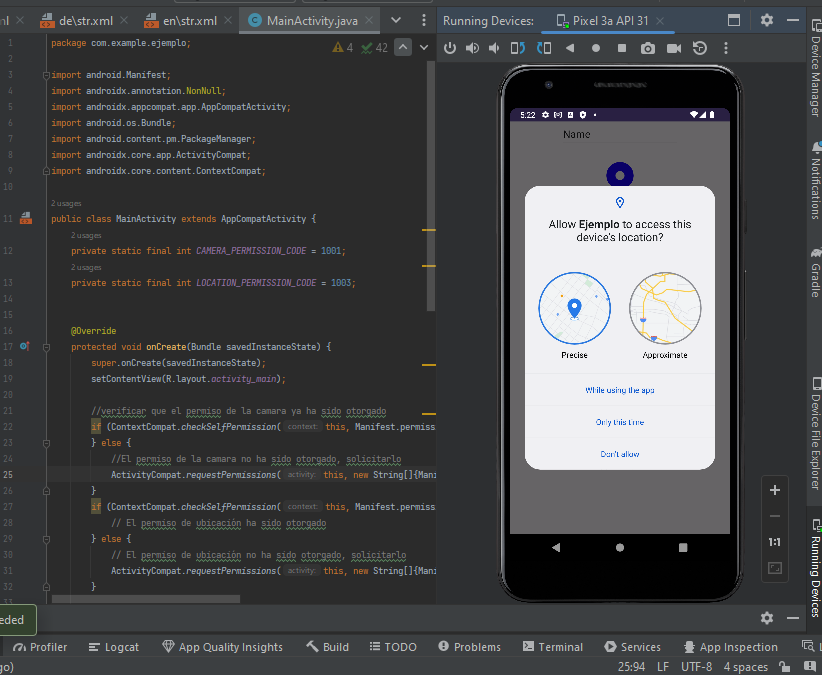 de\str.xml
en\str.xml
MainActivity.java
Running Devices:
Pixel 3a API 31
4
42
1
package com.example.ejemplo;
2
3
import android.Manifest;
4
import androidx.annotation.NonNull;
5
import androidx.appcompat.app.AppCompatActivity;
6
import android.os.Bundle;
7
import android.content.pm.PackageManager;
8
import androidx.core.app.ActivityCompat;
9
import androidx.core.content.ContextCompat;
10
2 usages
11
public class MainActivity extends AppCompatActivity {
2 usages
12
private static final int CAMERA_PERMISSION_CODE = 1001;
2 usages
13
private static final int LOCATION_PERMISSION_CODE = 1003;
14
15
16
@Override
17
protected void onCreate(Bundle savedInstanceState) {
18
super.onCreate(savedInstanceState);
19
setContentView(R.layout.activity_main);
20
21
//verificar que el permiso de la camara ya ha sido otorgado
22
if (ContextCompat.checkSelfPermission( context: this, Manifest.permis
23
} else {
24
//El permiso de la camara no ha sido otorgado, solicitarlo
25
ActivityCompat.requestPermissions( activity: this, new String[]{Mani
26
}
27
if (ContextCompat.checkSelfPermission( context: this, Manifest.permis
28
// El permiso de ubicación ha sido otorgado
29
} else {
30
// El permiso de ubicación no ha sido otorgado, solicitarlo
31
ActivityCompat.requestPermissions( activity: this, new String[]{Mani
32
}
33
5:22
Name
Allow Ejemplo to access this
device's location?
Precise
Approximate
While using the app
Only this time
Don't allow
1:1
Device Manager
Notifications
Gradle
Device File Explorer
Running Devices
eded
Profiler
Logcat
App Quality Insights
Build
TODO
Problems
Terminal
Services
App Inspection
go)
25:94
LF
UTF-8
4 spaces